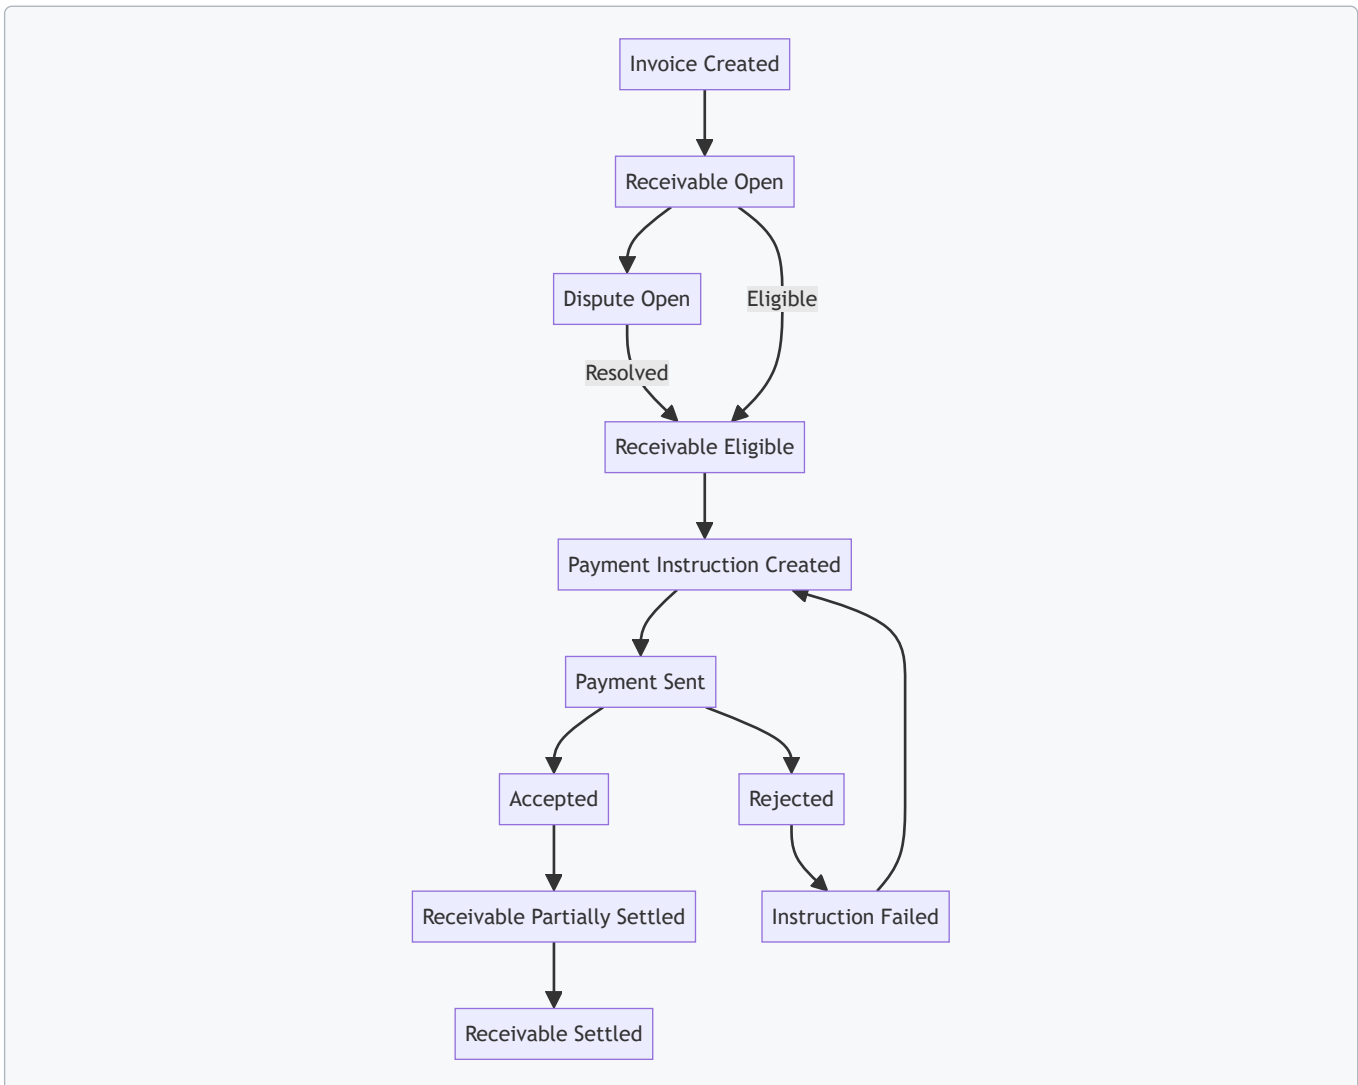 Invoice Created
Receivable Open
Dispute Open
Eligible
Resolved
Receivable Eligible
Payment Instruction Created
Payment Sent
Accepted
Rejected
Receivable Partially Settled
Instruction Failed
Receivable Settled